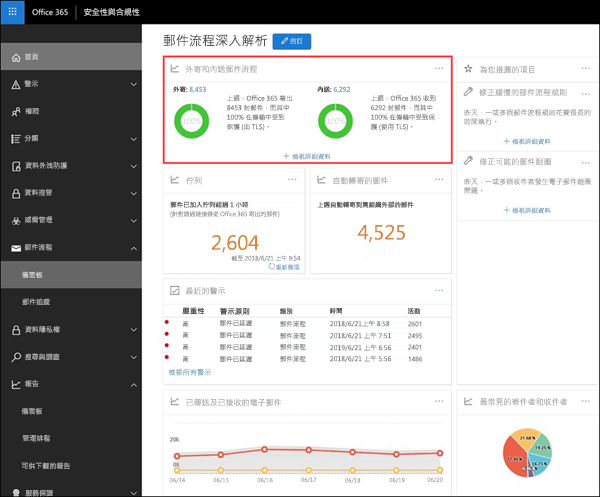 Office 365
安全性與合規性
首頁
警示
權限
分類
資料外洩防護
資料控管
威脅管理
郵件流程
儀表板
郵件追蹤
資料隱私權
搜尋與調查
報告
儀表板
管理排程
可供下載的報告
服務保證
郵件流程深入解析
自訂
外寄和內送郵件流程
外寄: 8,453
100%
上週，Office 365 寄出
8453 封郵件，而其中
100% 在傳輸中受到
保護 (由 TLS)。
內送: 6,292
100%
上週，Office 365 收到
6292 封郵件，而其中
100% 在傳輸中受到保
護 (使用 TLS)。
檢視詳細資料
佇列
郵件已加入佇列超過 1 小時
(針對透過連接器從 Office 365 寄出的郵件)
2,604
截至 2018/6/21 上午 9:54
重新整理
自動轉寄的郵件
上週自動轉寄到貴組織外部的郵件
4,525
最近的警示
嚴重性 警示原則 類別 時間 活動
高 郵件已延遲 郵件流程 2018/6/21 上午 8:58 2601
高 郵件已延遲 郵件流程 2018/6/21 上午 7:51 2495
高 郵件已延遲 郵件流程 2019/6/21 上午 6:56 2401
高 郵件已延遲 郵件流程 2018/6/21 上午 5:56 1486
檢視所有警示
已傳送及已接收的電子郵件
20k
0k
06/14 06/15 06/16 06/17 06/18 06/19 06/20
為您推薦的項目
修正緩慢的郵件流程規則
昨天，一或多個郵件流程規則花費很長的
時間執行。
檢視詳細資料
修正可能的郵件迴圈
昨天，一或多個收件者發生電子郵件迴圈
問題。
檢視詳細資料
最常見的寄件者和收件者
21.68 %
19.25 %